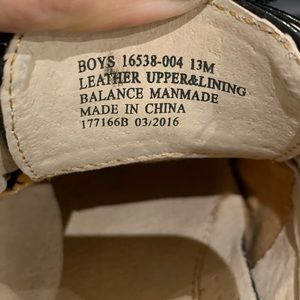 BOYS 16538-004 13M
LEATHER UPPER&LINING
BALANCE MANMADE
MADE IN CHINA
177166B 03/2016